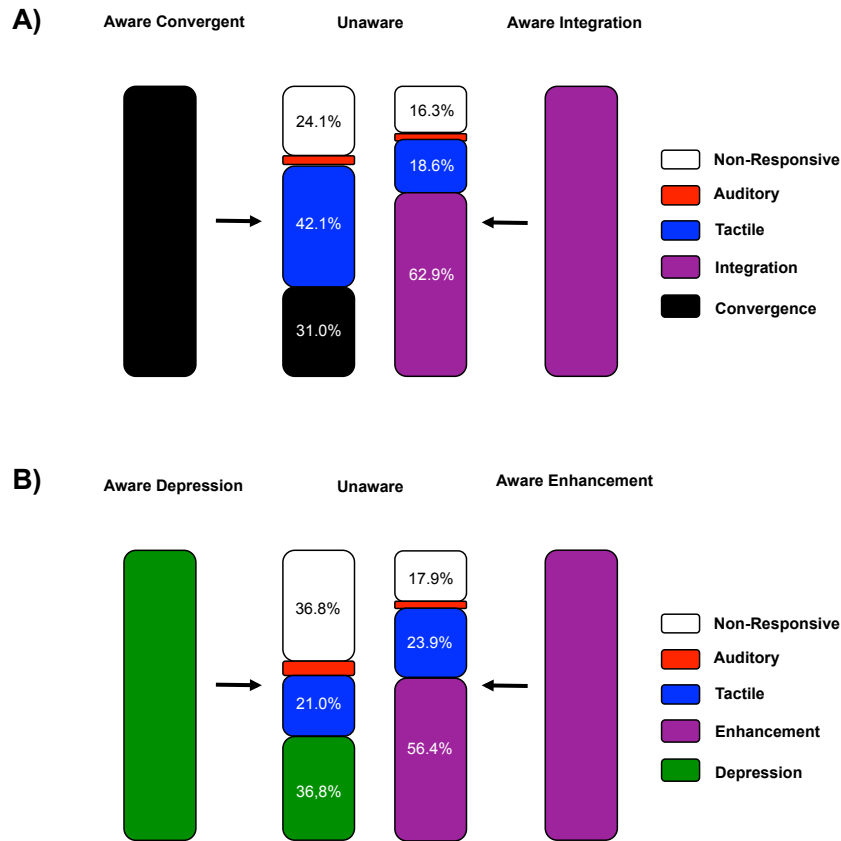 A)
Aware Convergent Unaware Aware Integration
24.1% 16.3%
18.6%
42.1%
62.9%
31.0%
Non-Responsive
Auditory
Tactile
Integration
Convergence
B)
Aware Depression Unaware Aware Enhancement
36.8% 17.9%
23.9%
21.0%
56.4%
36,8%
Non-Responsive
Auditory
Tactile
Enhancement
Depression